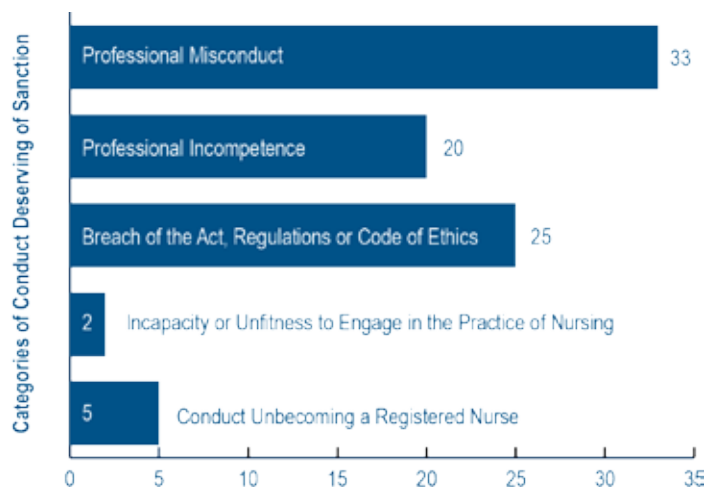 Categories of Conduct Deserving of Sanction
Professional Misconduct 33
Professional Incompetence 20
Breach of the Act, Regulations or Code of Ethics 25
2 Incapacity or Unfitness to Engage in the Practice of Nursing
5 Conduct Unbecoming a Registered Nurse
0 5 10 15 20 25 30 35